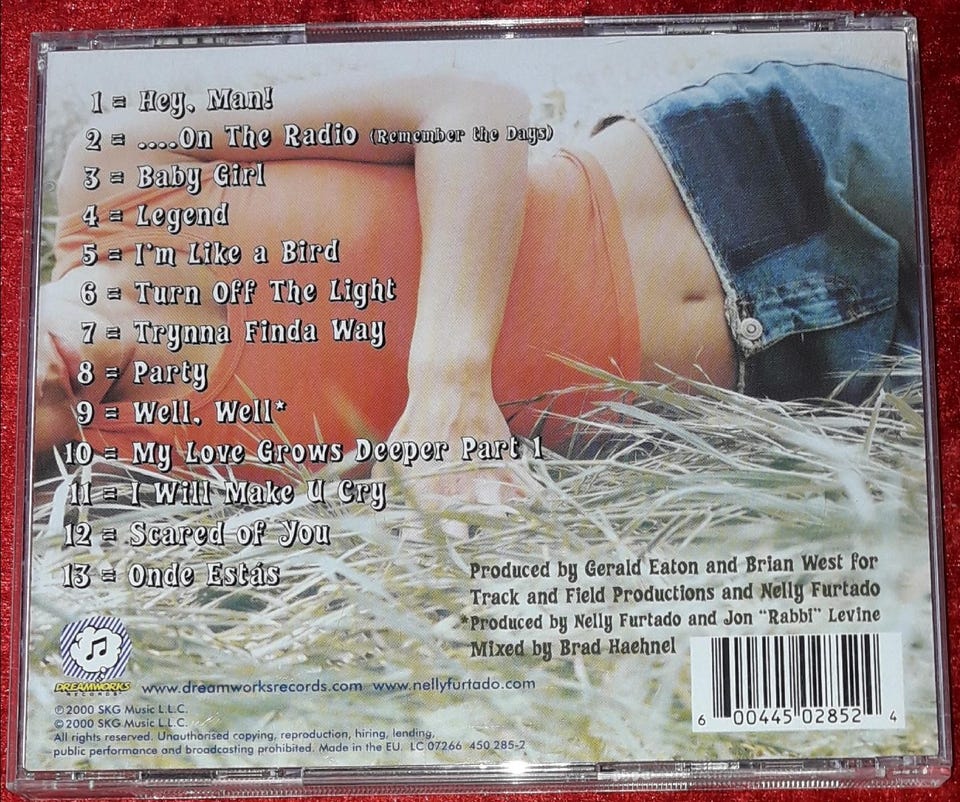 1 = Hey, Man!
2 = ....On The Radio (Remember the Days)
3 = Baby Girl
4 = Legend
5 = I'm Like a Bird
6 = Turn Off The Light
7 = Trynna Finda Way
8 = Party
9 = Well, Well*
10 = My Love Grows Deeper Part 1
11 = I Will Make U Cry
12 = Scared of You
13 = Onde Estás
Produced by Gerald Eaton and Brian West for
Track and Field Productions and Nelly Furtado
*Produced by Nelly Furtado and Jon "Rabbi" Levine
Mixed by Brad Haehnel
DREAMWORKS
RECORDS
www.dreamworksrecords.com www.nellyfurtado.com
℗2000 SKG Music L.L.C.
©2000 SKG Music L.L.C.
All rights reserved. Unauthorised copying, reproduction, hiring, lending,
public performance and broadcasting prohibited. Made in the EU. LC 07266 450 285-2
6 00445 02852 4